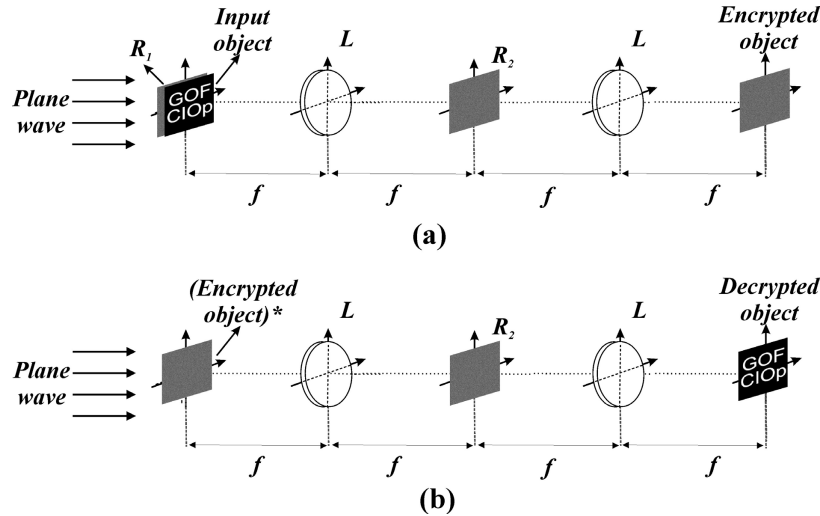 Input
object
R1
L
R2
L
Encrypted
object
Plane
wave
GOF
CIOp
f
f
f
f
(a)
(Encrypted
object)*
L
R2
L
Decrypted
object
Plane
wave
GOF
CIOp
f
f
f
f
(b)